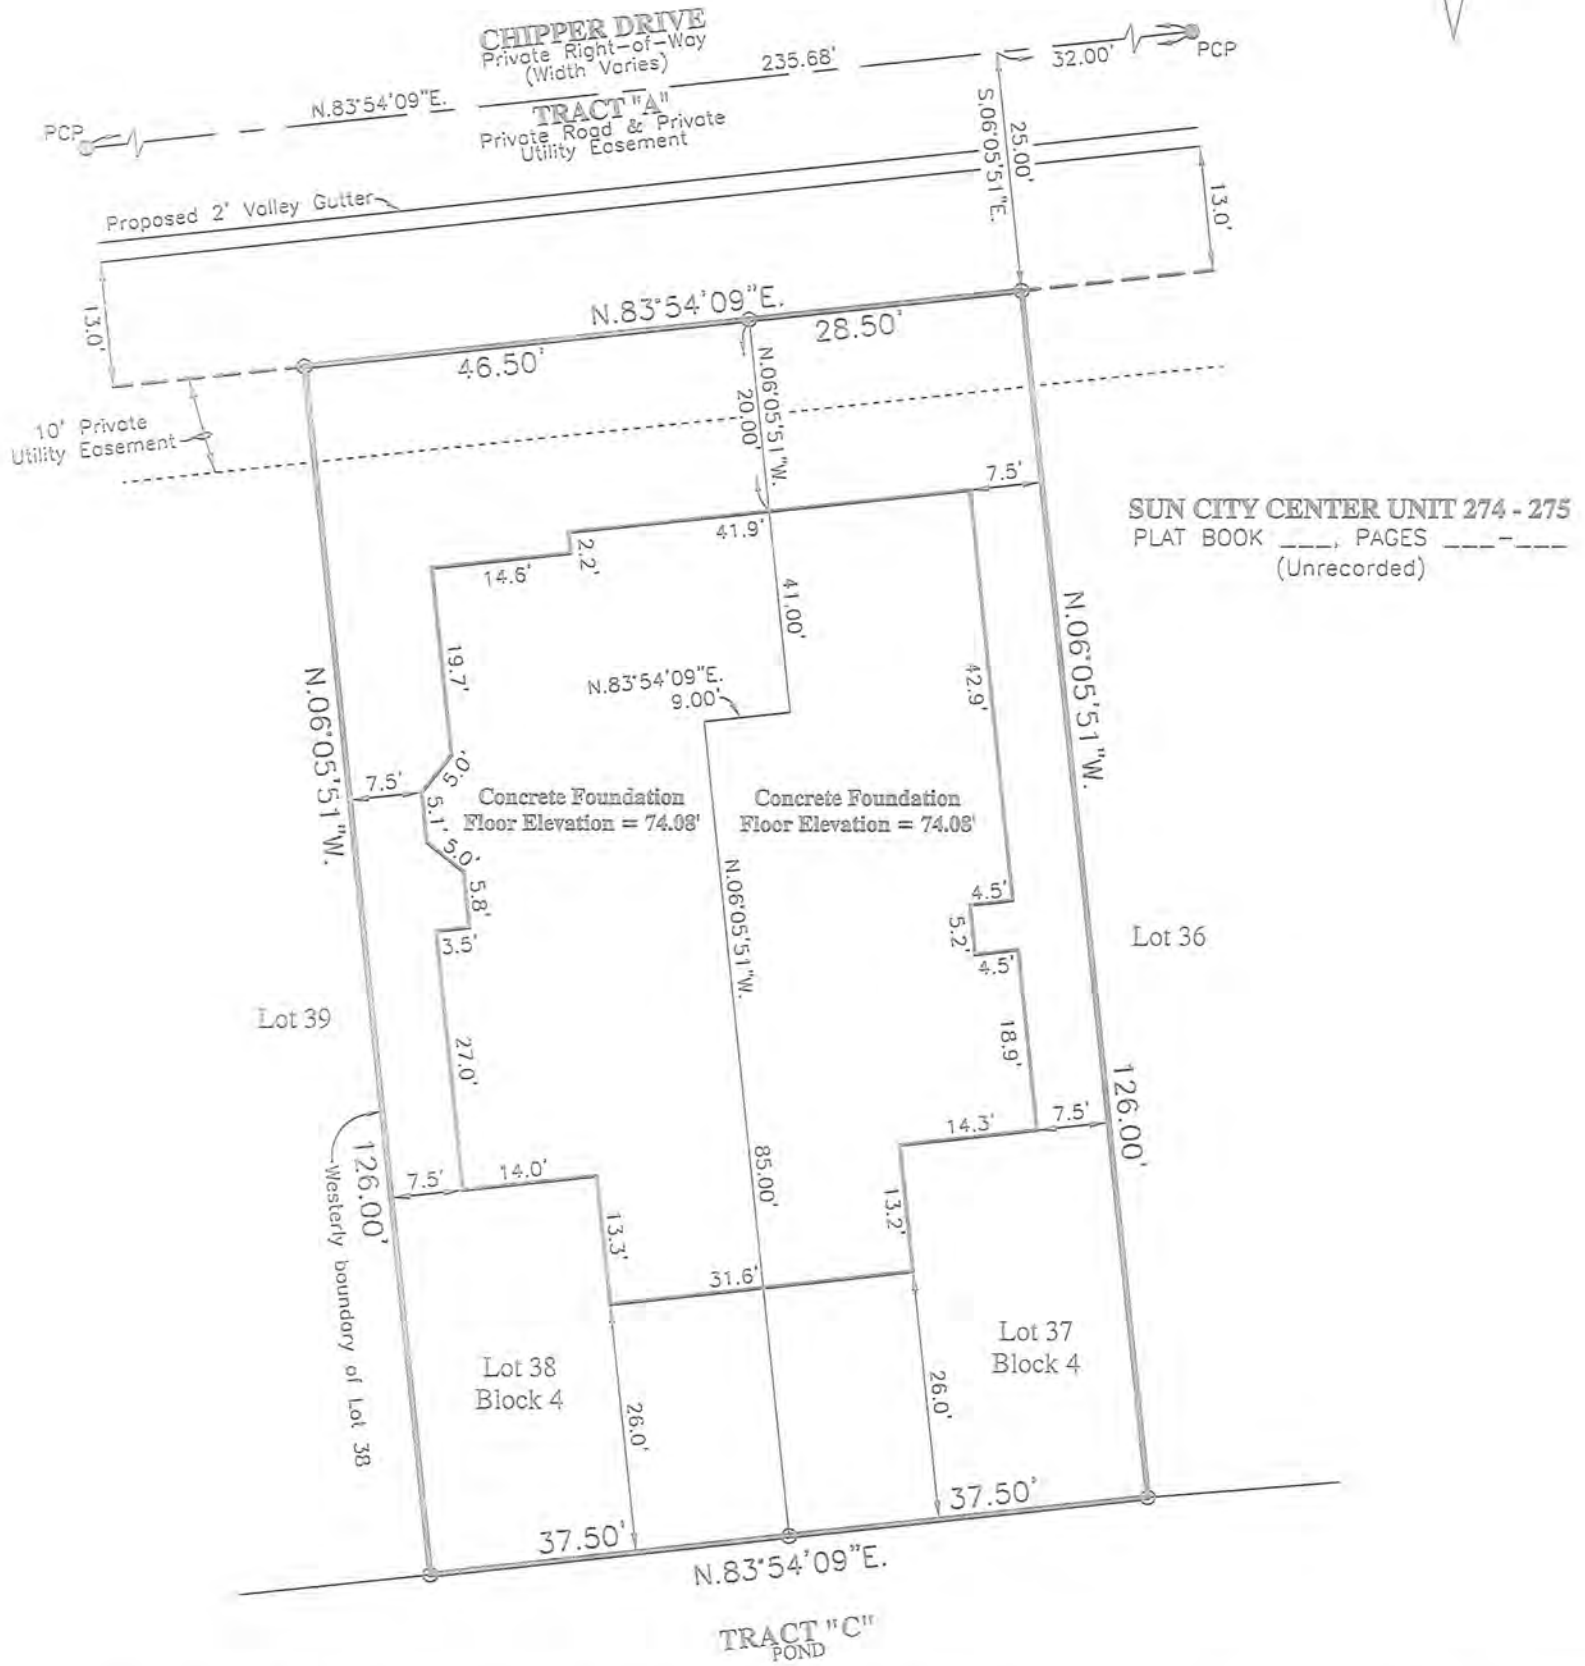 CHIPPER DRIVE
Private Right-of-Way
(Width Varies)
235.68'
32.00'
PCP
N.83°54'09"E.
PCP
TRACT "A"
Private Road & Private
Utility Easement
S.06°05'51"E.
25.00'
Proposed 2' Valley Gutter
13.0'
13.0'
N.83°54'09"E.
28.50'
46.50'
N.06°05'51"W.
20.00'
10' Private
Utility Easement
7.5'
SUN CITY CENTER UNIT 274 - 275
PLAT BOOK ___, PAGES ___-___
(Unrecorded)
41.9'
2.2'
14.6'
41.00'
19.7'
N.83°54'09"E.
9.00'
42.9'
N.06°05'51"W.
N.06°05'51"W.
7.5'
5.0'
5.1'
5.0'
5.8'
3.5'
Concrete Foundation
Floor Elevation = 74.08'
Concrete Foundation
Floor Elevation = 74.08'
N.06°05'51"W.
4.5'
5.2'
4.5'
Lot 36
Lot 39
27.0'
18.9'
126.00'
14.3'
7.5'
85.00'
126.00'
Westerly boundary of Lot 38
7.5'
14.0'
13.3'
13.2'
31.6'
Lot 37
Block 4
Lot 38
Block 4
26.0'
26.0'
37.50'
37.50'
N.83°54'09"E.
TRACT "C"
POND